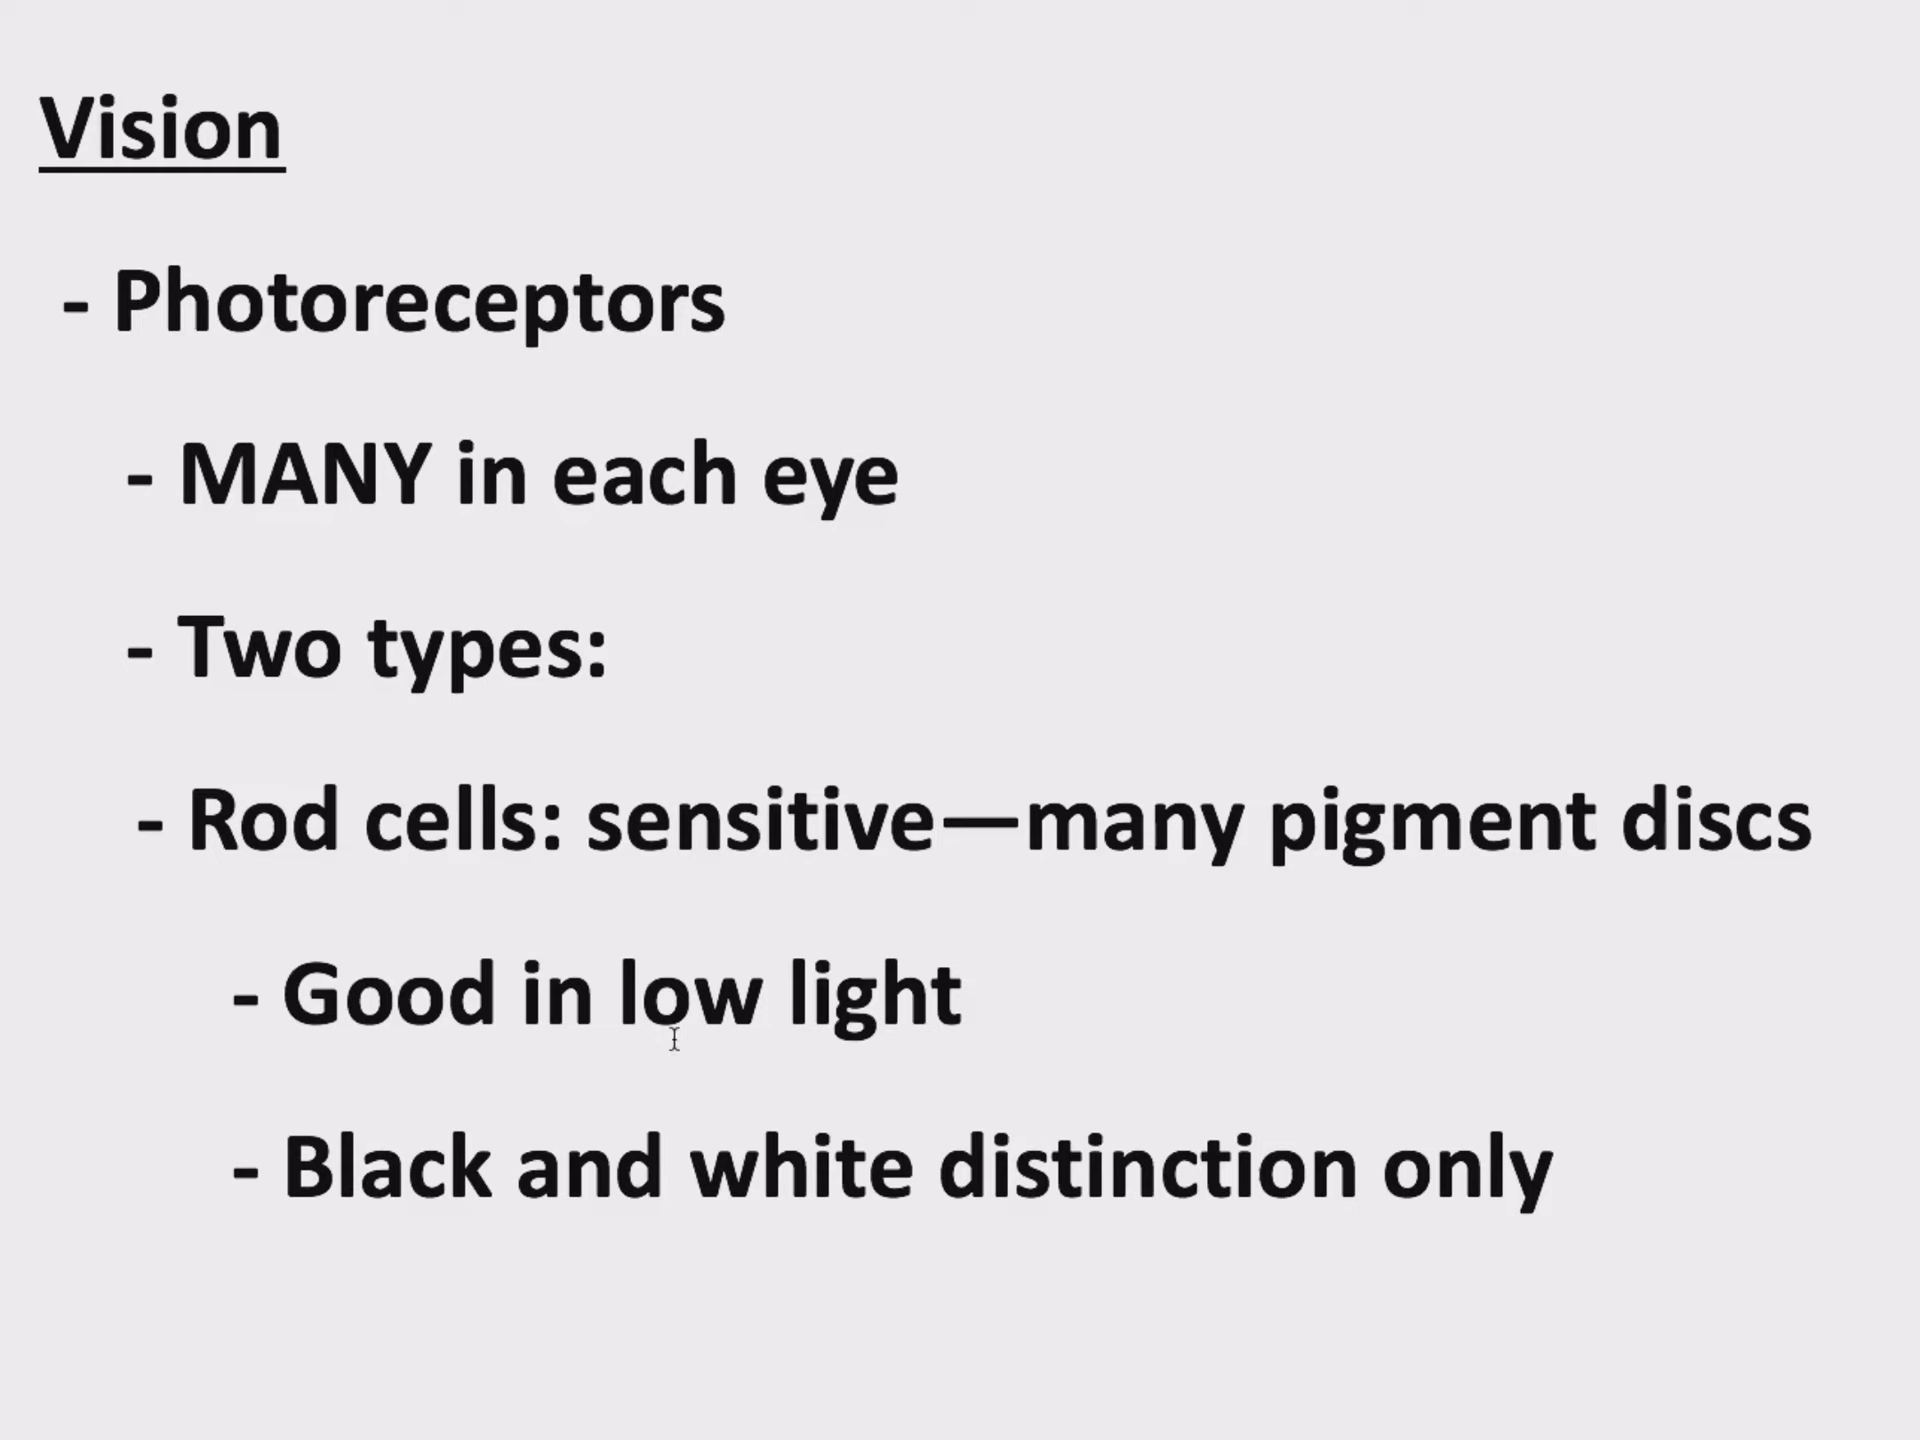 Vision
- Photoreceptors
- MANY in each eye
- Two types:
- Rod cells: sensitive—many pigment discs
- Good in low light
- Black and white distinction only